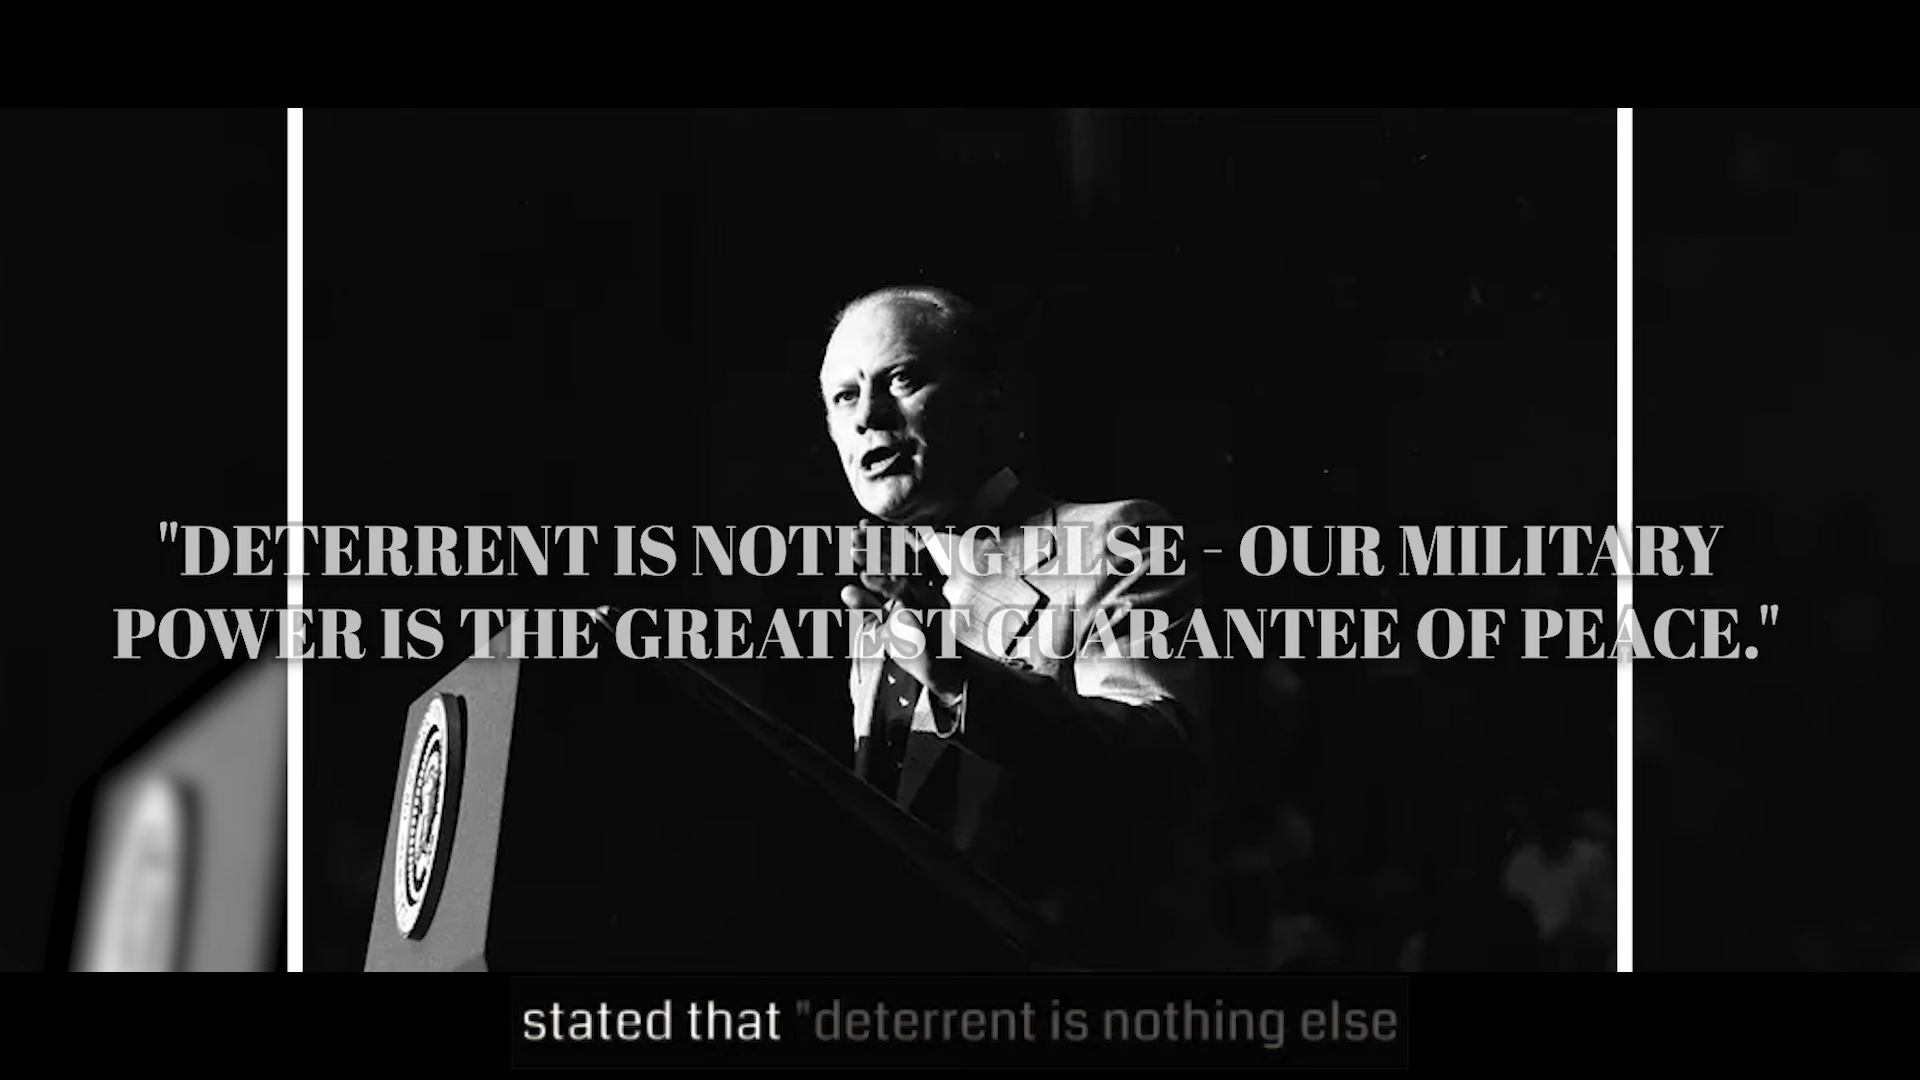 "DETERRENT IS NOTHING ELSE - OUR MILITARY
POWER IS THE GREATEST GUARANTEE OF PEACE."
stated that "deterrent is nothing else